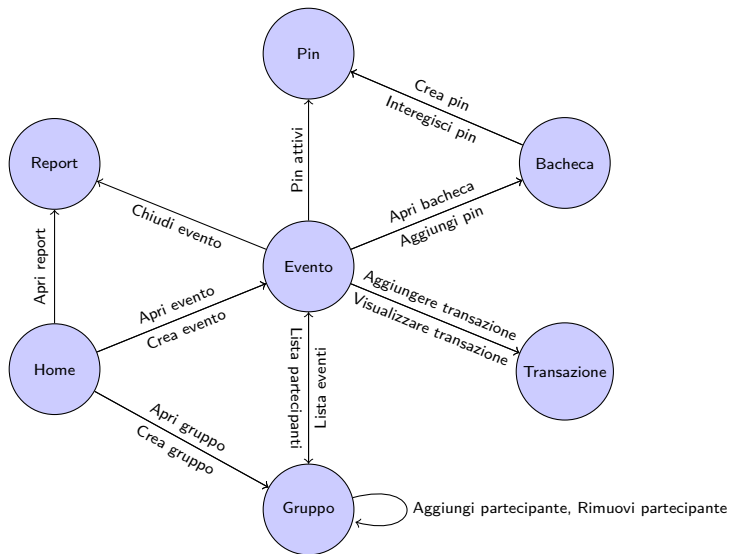 Pin
Crea pin
Interegisci pin
Pin attivi
Report
Bacheca
Chiudi evento
Apri bacheca
Aggiungi pin
Apri report
Evento
Apri evento
Crea evento
Aggiungere transazione
Visualizzare transazione
Home
Transazione
Lista partecipanti
Lista eventi
Apri gruppo
Crea gruppo
Gruppo
Aggiungi partecipante, Rimuovi partecipante